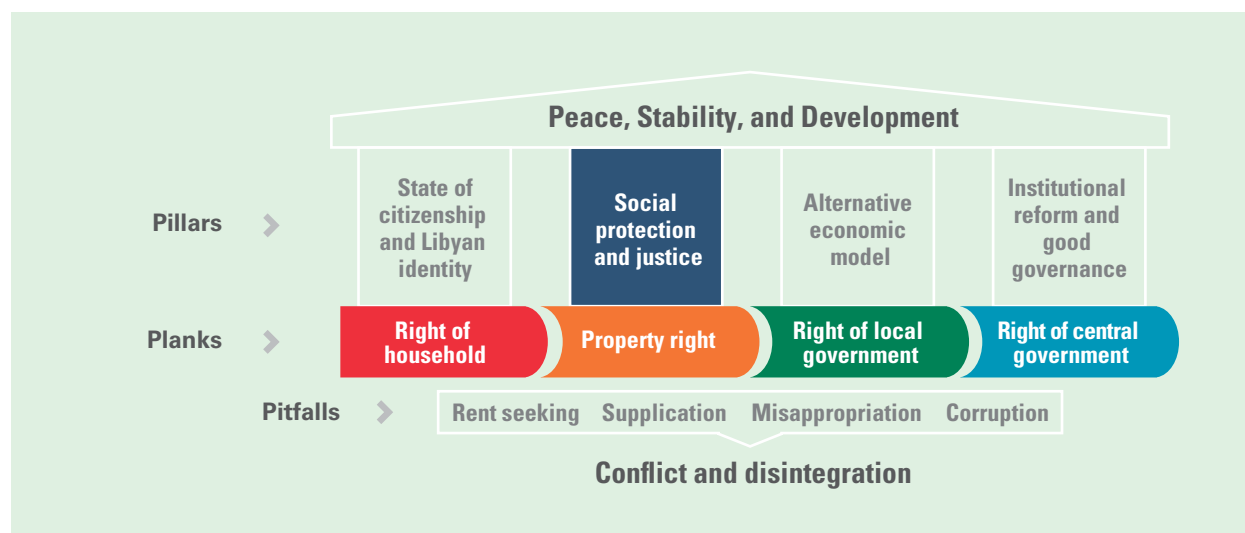 Peace, Stability, and Development
Pillars
State of
citizenship
and Libyan
identity
Social
protection
and justice
Alternative
economic
model
Institutional
reform and
good
governance
Planks
Right of
household
Property right
Right of local
government
Right of central
government
Pitfalls
Rent seeking Supplication Misappropriation Corruption
Conflict and disintegration